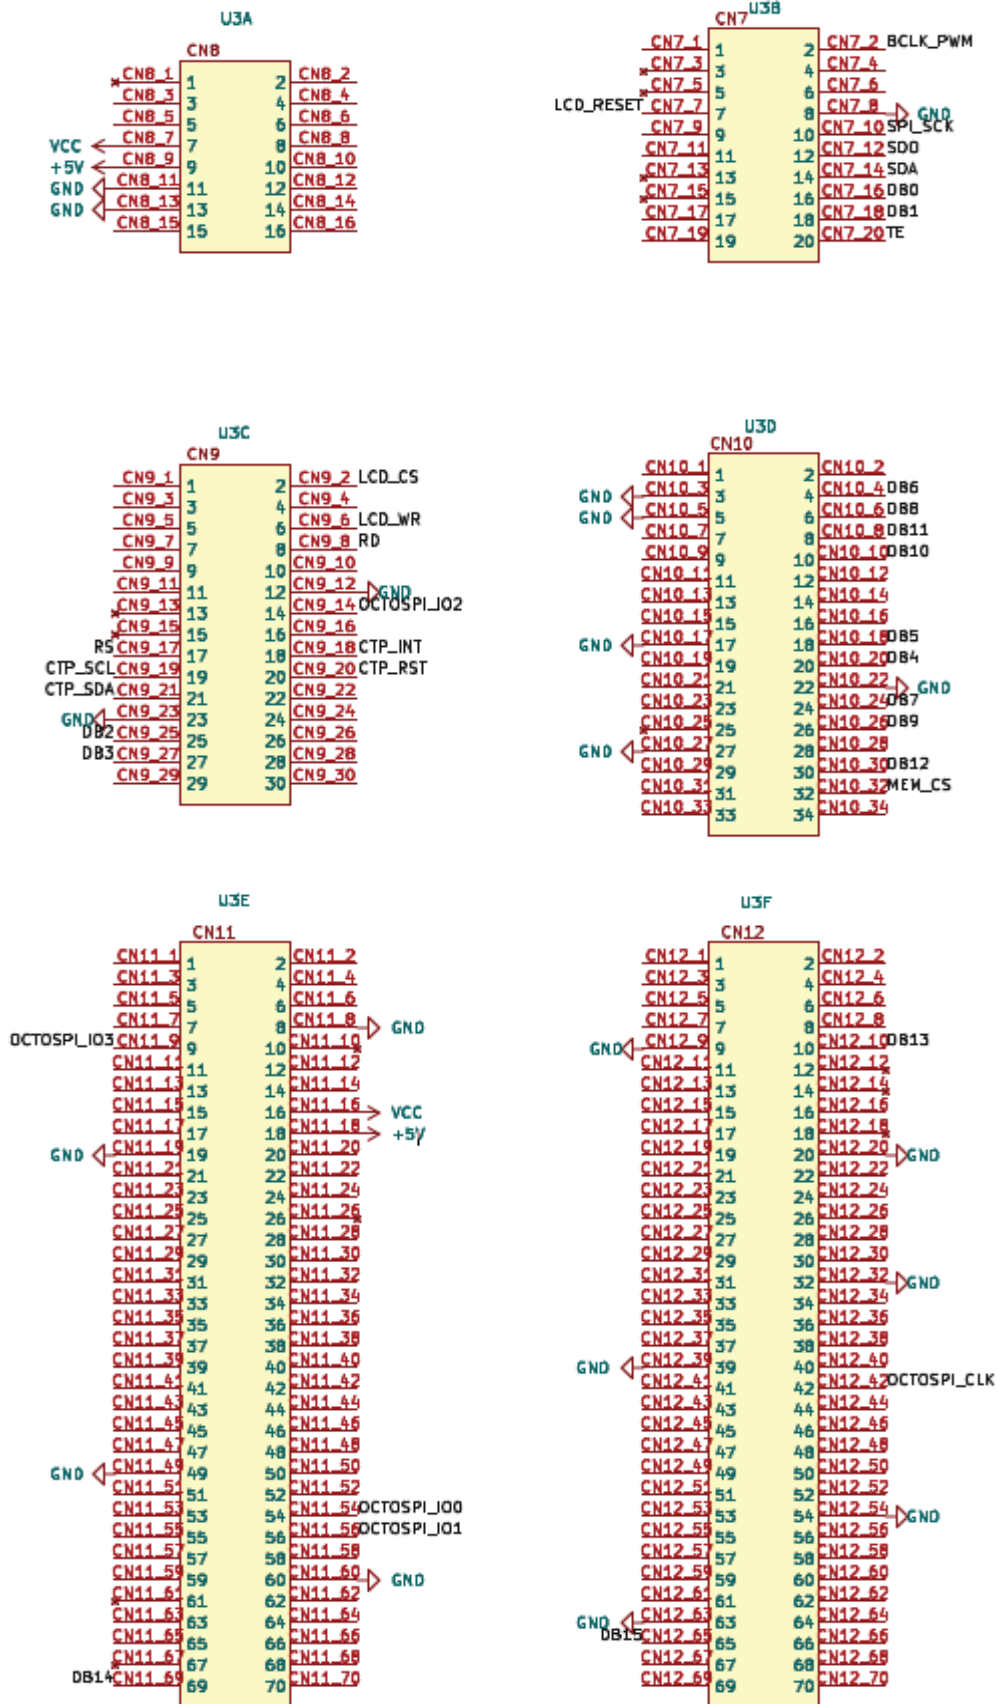 U3A
CN8
CN8_1 1 2 CN8_2
CN8_3 3 4 CN8_4
CN8_5 5 6 CN8_6
VCC CN8_7 7 8 CN8_8
+5V CN8_9 9 10 CN8_10
GND CN8_11 11 12 CN8_12
GND CN8_13 13 14 CN8_14
CN8_15 15 16 CN8_16
U3B
CN7
CN7_1 1 2 CN7_2 BCLK_PWM
CN7_3 3 4 CN7_4
CN7_5 5 6 CN7_6
LCD_RESET CN7_7 7 8 CN7_8 GND
CN7_9 9 10 CN7_10 SPI_SCK
CN7_11 11 12 CN7_12 SDO
CN7_13 13 14 CN7_14 SDA
CN7_15 15 16 CN7_16 DB0
CN7_17 17 18 CN7_18 DB1
CN7_19 19 20 CN7_20 TE
U3C
CN9
CN9_1 1 2 CN9_2 LCD_CS
CN9_3 3 4 CN9_4
CN9_5 5 6 CN9_6 LCD_WR
CN9_7 7 8 CN9_8 RD
CN9_9 9 10 CN9_10
CN9_11 11 12 CN9_12 GND
CN9_13 13 14 CN9_14 OCTOSPI_IO2
CN9_15 15 16 CN9_16
RS CN9_17 17 18 CN9_18 CTP_INT
CTP_SCL CN9_19 19 20 CN9_20 CTP_RST
CTP_SDA CN9_21 21 22 CN9_22
GND CN9_23 23 24 CN9_24
DB2 CN9_25 25 26 CN9_26
DB3 CN9_27 27 28 CN9_28
CN9_29 29 30 CN9_30
U3D
CN10
CN10_1 1 2 CN10_2
GND CN10_3 3 4 CN10_4 DB6
GND CN10_5 5 6 CN10_6 DB8
CN10_7 7 8 CN10_8 DB11
CN10_9 9 10 CN10_10 DB10
CN10_11 11 12 CN10_12
CN10_13 13 14 CN10_14
CN10_15 15 16 CN10_16
GND CN10_17 17 18 CN10_18 DB5
CN10_19 19 20 CN10_20 DB4
CN10_21 21 22 CN10_22 GND
CN10_23 23 24 CN10_24 DB7
CN10_25 25 26 CN10_26 DB9
GND CN10_27 27 28 CN10_28
CN10_29 29 30 CN10_30 DB12
CN10_31 31 32 CN10_32 MEM_CS
CN10_33 33 34 CN10_34
U3E
CN11
CN11_1 1 2 CN11_2
CN11_3 3 4 CN11_4
CN11_5 5 6 CN11_6
CN11_7 7 8 CN11_8 GND
OCTOSPI_IO3 CN11_9 9 10 CN11_10
CN11_11 11 12 CN11_12
CN11_13 13 14 CN11_14
CN11_15 15 16 CN11_16 VCC
CN11_17 17 18 CN11_18 +5V
GND CN11_19 19 20 CN11_20
CN11_21 21 22 CN11_22
CN11_23 23 24 CN11_24
CN11_25 25 26 CN11_26
CN11_27 27 28 CN11_28
CN11_29 29 30 CN11_30
CN11_31 31 32 CN11_32
CN11_33 33 34 CN11_34
CN11_35 35 36 CN11_36
CN11_37 37 38 CN11_38
CN11_39 39 40 CN11_40
CN11_41 41 42 CN11_42
CN11_43 43 44 CN11_44
CN11_45 45 46 CN11_46
CN11_47 47 48 CN11_48
GND CN11_49 49 50 CN11_50
CN11_51 51 52 CN11_52
CN11_53 53 54 CN11_54 OCTOSPI_IO0
CN11_55 55 56 CN11_56 OCTOSPI_IO1
CN11_57 57 58 CN11_58
CN11_59 59 60 CN11_60 GND
CN11_61 61 62 CN11_62
CN11_63 63 64 CN11_64
CN11_65 65 66 CN11_66
CN11_67 67 68 CN11_68
DB14 CN11_69 69 70 CN11_70
U3F
CN12
CN12_1 1 2 CN12_2
CN12_3 3 4 CN12_4
CN12_5 5 6 CN12_6
CN12_7 7 8 CN12_8
GND CN12_9 9 10 CN12_10 DB13
CN12_11 11 12 CN12_12
CN12_13 13 14 CN12_14
CN12_15 15 16 CN12_16
CN12_17 17 18 CN12_18
CN12_19 19 20 CN12_20 GND
CN12_21 21 22 CN12_22
CN12_23 23 24 CN12_24
CN12_25 25 26 CN12_26
CN12_27 27 28 CN12_28
CN12_29 29 30 CN12_30
CN12_31 31 32 CN12_32 GND
CN12_33 33 34 CN12_34
CN12_35 35 36 CN12_36
CN12_37 37 38 CN12_38
GND CN12_39 39 40 CN12_40
CN12_41 41 42 CN12_42 OCTOSPI_CLK
CN12_43 43 44 CN12_44
CN12_45 45 46 CN12_46
CN12_47 47 48 CN12_48
CN12_49 49 50 CN12_50
CN12_51 51 52 CN12_52
CN12_53 53 54 CN12_54 GND
CN12_55 55 56 CN12_56
CN12_57 57 58 CN12_58
CN12_59 59 60 CN12_60
CN12_61 61 62 CN12_62
GND CN12_63 63 64 CN12_64
DB15 CN12_65 65 66 CN12_66
CN12_67 67 68 CN12_68
CN12_69 69 70 CN12_70